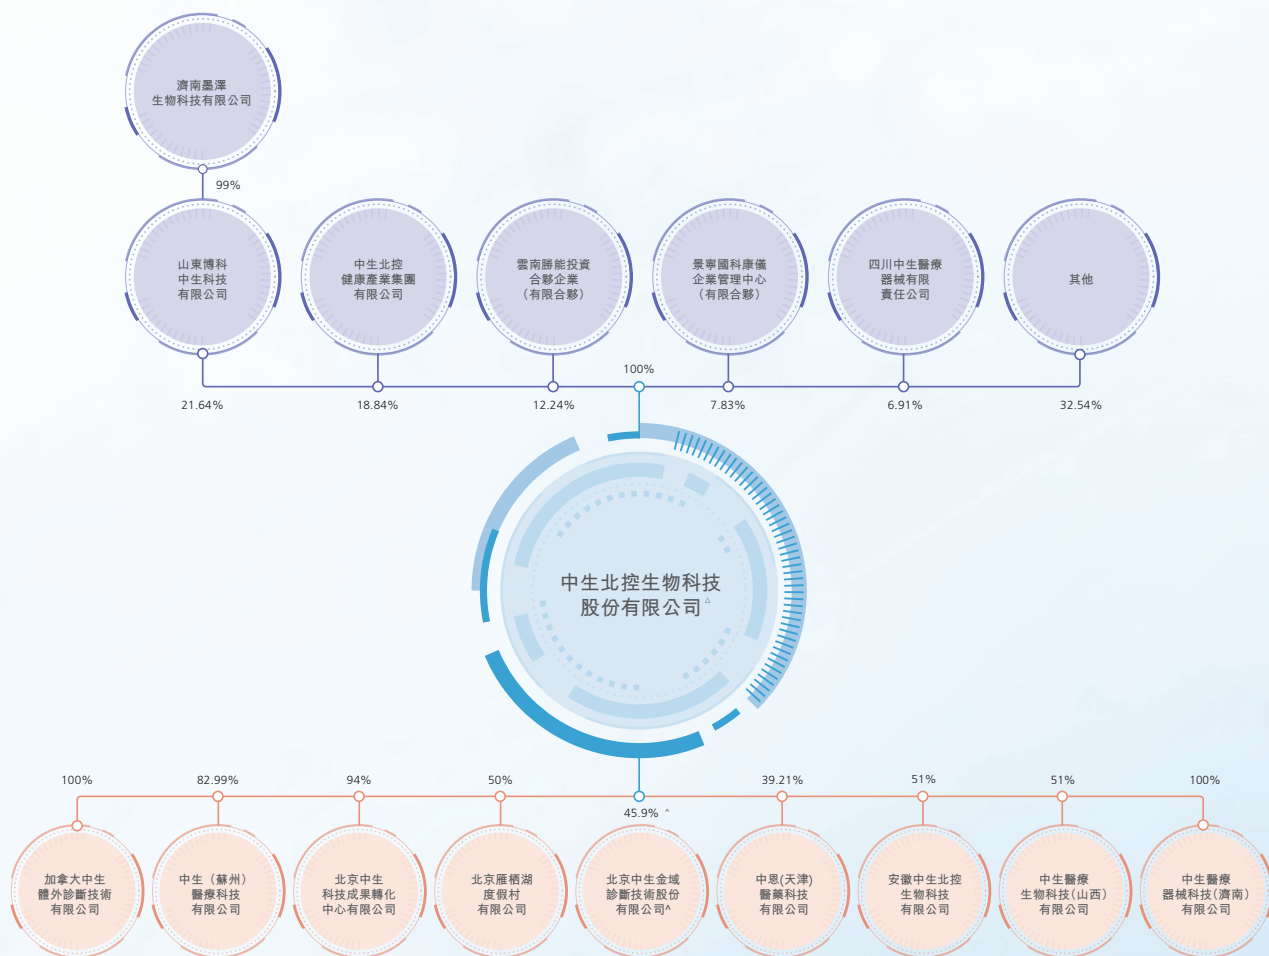 濟南墨澤
生物科技有限公司
99%
山東博科
中生科技
有限公司
中生北控
健康產業集團
有限公司
雲南勝能投資
合夥企業
（有限合夥）
景寧國科康儀
企業管理中心
（有限合夥）
四川中生醫療
器械有限
責任公司
其他
100%
21.64%
18.84%
12.24%
7.83%
6.91%
32.54%
中生北控生物科技
股份有限公司△
100%
82.99%
94%
50%
45.9% ^
39.21%
51%
51%
100%
加拿大中生
體外診斷技術
有限公司
中生（蘇州）
醫療科技
有限公司
北京中生
科技成果轉化
中心有限公司
北京雁栖湖
度假村
有限公司
北京中生金域
診斷技術股份
有限公司^
中恩(天津)
醫藥科技
有限公司
安徽中生北控
生物科技
有限公司
中生醫療
生物科技(山西)
有限公司
中生醫療
器械科技(濟南)
有限公司